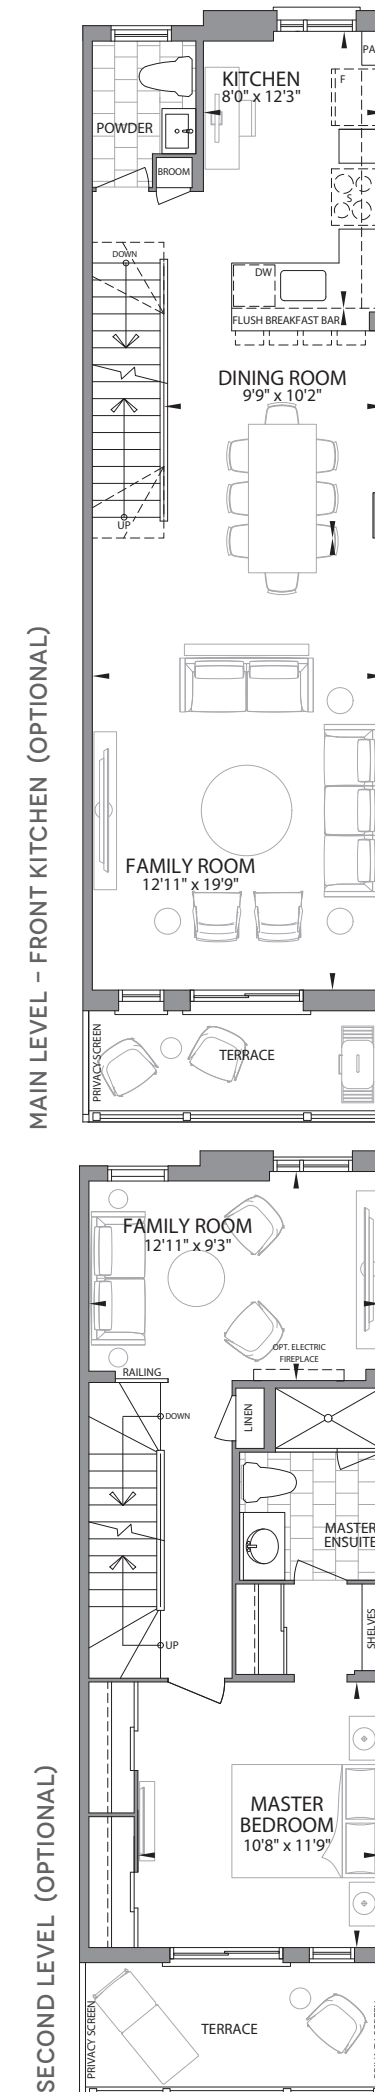 KITCHEN
8'0" x 12'3"
PA
F
POWDER
BROOM
S
DOWN
DW
FLUSH BREAKFAST BAR
DINING ROOM
9'9" x 10'2"
UP
FAMILY ROOM
12'11" x 19'9"
PRIVACY SCREEN
TERRACE
MAIN LEVEL - FRONT KITCHEN (OPTIONAL)
FAMILY ROOM
12'11" x 9'3"
OPT. ELECTRIC
FIREPLACE
RAILING
DOWN
LINEN
MASTER
ENSUITE
SHELVES
UP
MASTER
BEDROOM
10'8" x 11'9"
PRIVACY SCREEN
TERRACE
SECOND LEVEL (OPTIONAL)